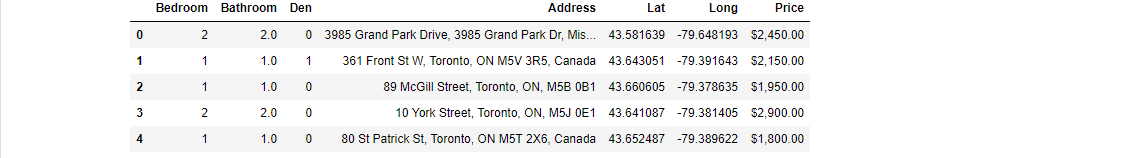 Bedroom Bathroom Den Address Lat Long Price
0 2 2.0 0 3985 Grand Park Drive, 3985 Grand Park Dr, Mis... 43.581639 -79.648193 $2,450.00
1 1 1.0 1 361 Front St W, Toronto, ON M5V 3R5, Canada 43.643051 -79.391643 $2,150.00
2 1 1.0 0 89 McGill Street, Toronto, ON, M5B 0B1 43.660605 -79.378635 $1,950.00
3 2 2.0 0 10 York Street, Toronto, ON, M5J 0E1 43.641087 -79.381405 $2,900.00
4 1 1.0 0 80 St Patrick St, Toronto, ON M5T 2X6, Canada 43.652487 -79.389622 $1,800.00